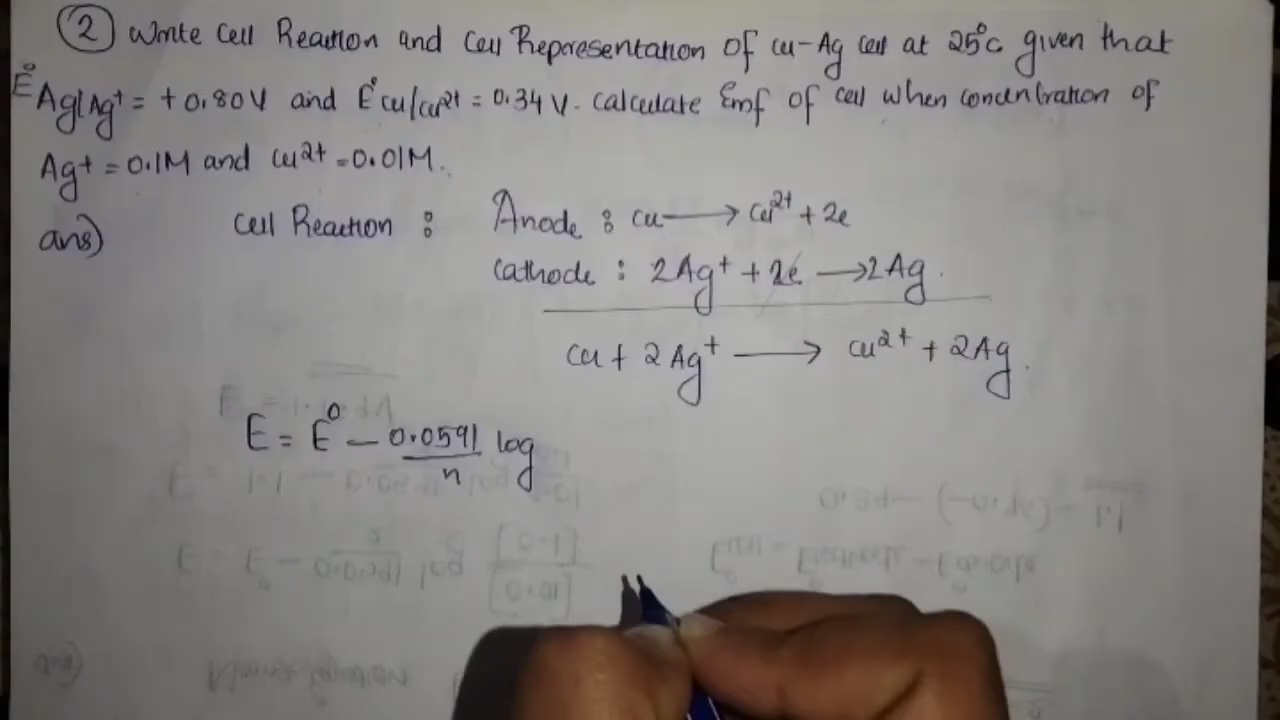 ② Write Cell Reaction and Cell Representation of cu-Ag cell at 25°c given that
E°Ag|Ag+ = +0.80V and E°cu/cu2+ = 0.34V. calculate Emf of cell when concentration of
Ag+ = 0.1M and cu2+ = 0.01M.
ans) Cell Reaction : Anode : cu ⟶ cu2+ + 2e
cathode : 2Ag+ + 2e ⟶ 2Ag.
cu + 2Ag+ ⟶ cu2+ + 2Ag.
E = E° − 0.0591/n log